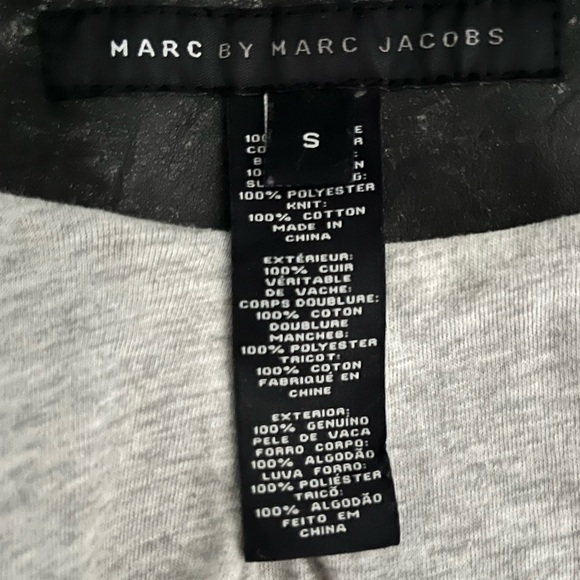 MARC BY MARC JACOBS
S
100% POLYESTER
KNIT:
100% COTTON
MADE IN
CHINA
EXTÉRIEUR:
100% CUIR
VÉRITABLE
DE VACHE:
CORPS DOUBLURE:
100% COTON
DOUBLURE
MANCHES:
100% POLYESTER
TRICOT:
100% COTON
FABRIQUÉ EN
CHINE
EXTERIOR;
100% GENUÍNO
PELE DE VACA
FORRO CORPO:
100% ALGODÃO
LUVA FORRO:
100% POLIÉSTER
TRICÕ:
100% ALGODÃO
FEITO EM
CHINA